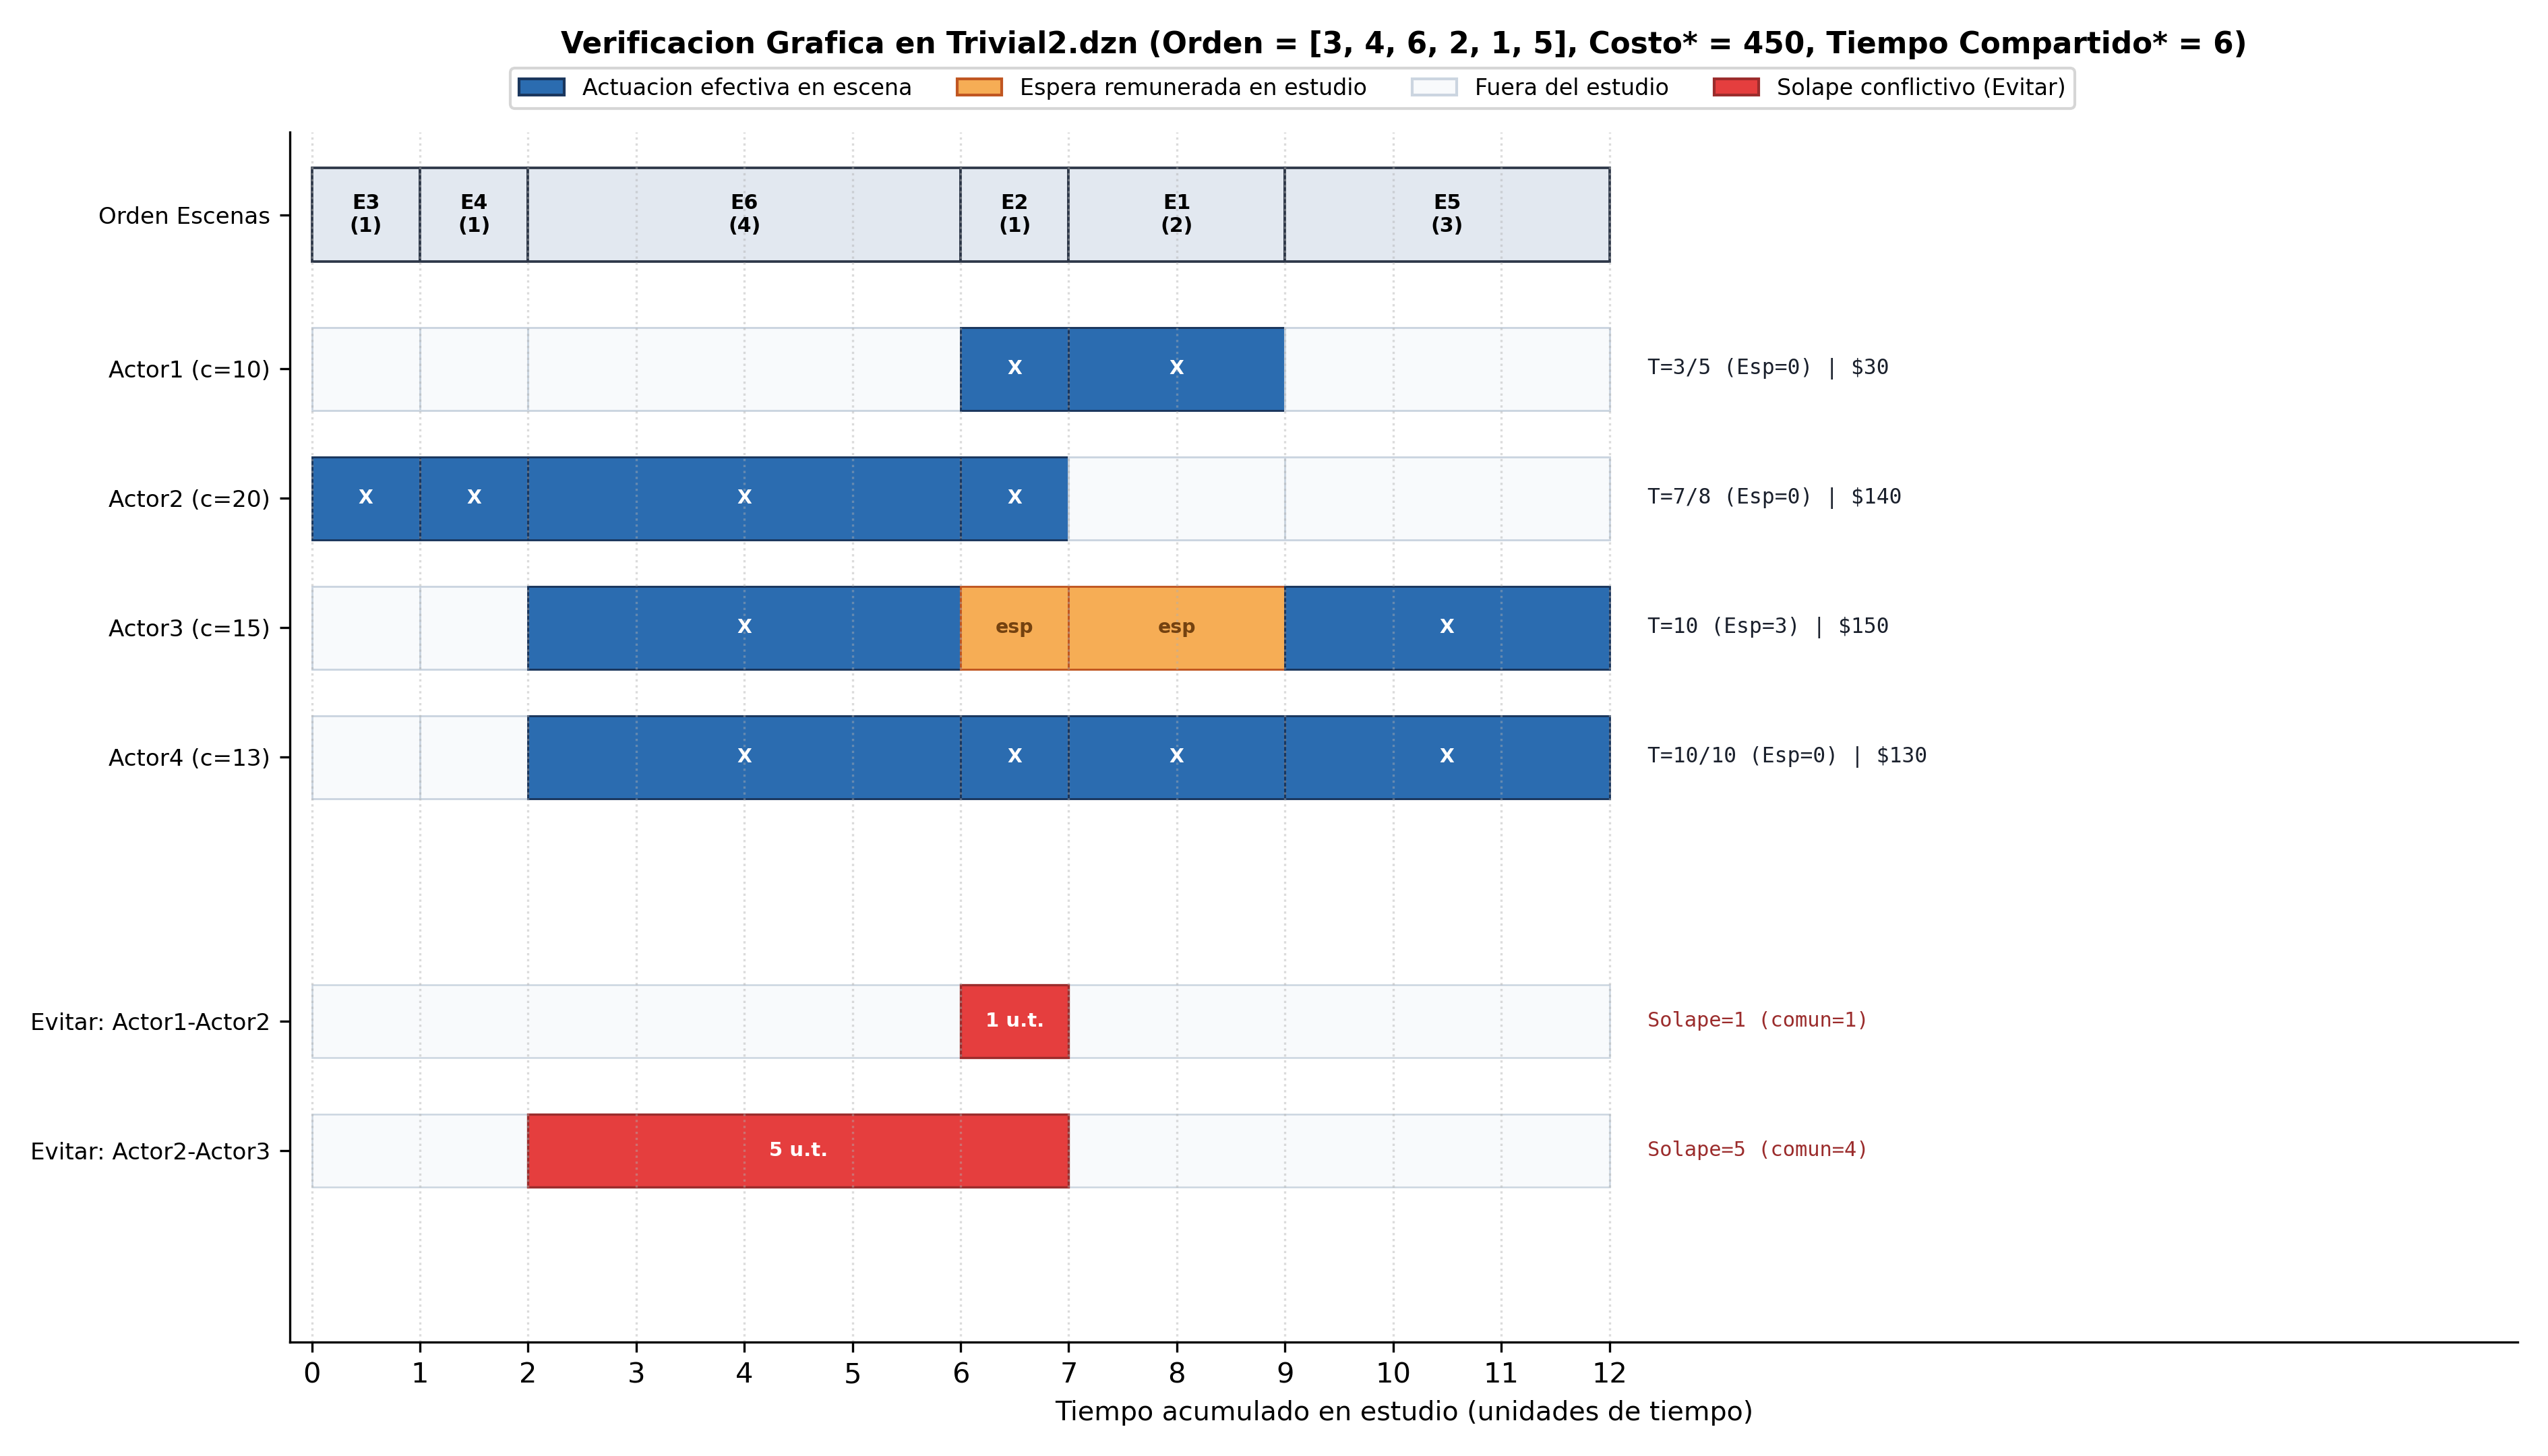 Verificacion Grafica en Trivial2.dzn (Orden = [3, 4, 6, 2, 1, 5], Costo* = 450, Tiempo Compartido* = 6)
Actuacion efectiva en escena Espera remunerada en estudio Fuera del estudio Solape conflictivo (Evitar)
Orden Escenas
E3
(1)
E4
(1)
E6
(4)
E2
(1)
E1
(2)
E5
(3)
Actor1 (c=10) X X T=3/5 (Esp=0) | $30
Actor2 (c=20) X X X X T=7/8 (Esp=0) | $140
Actor3 (c=15) X esp esp X T=10 (Esp=3) | $150
Actor4 (c=13) X X X X T=10/10 (Esp=0) | $130
Evitar: Actor1-Actor2 1 u.t. Solape=1 (comun=1)
Evitar: Actor2-Actor3 5 u.t. Solape=5 (comun=4)
0 1 2 3 4 5 6 7 8 9 10 11 12
Tiempo acumulado en estudio (unidades de tiempo)